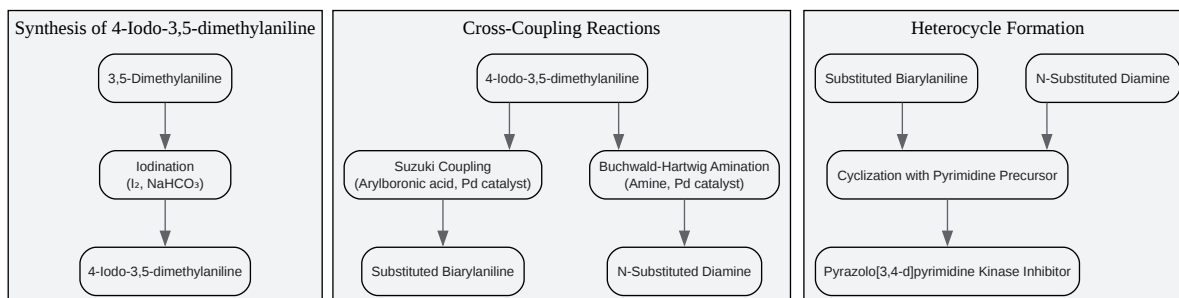 Synthesis of 4-Iodo-3,5-dimethylaniline
3,5-Dimethylaniline
Iodination
(I₂, NaHCO₃)
4-Iodo-3,5-dimethylaniline
Cross-Coupling Reactions
4-Iodo-3,5-dimethylaniline
Suzuki Coupling
(Arylboronic acid, Pd catalyst)
Buchwald-Hartwig Amination
(Amine, Pd catalyst)
Substituted Biarylaniline
N-Substituted Diamine
Heterocycle Formation
Substituted Biarylaniline
N-Substituted Diamine
Cyclization with Pyrimidine Precursor
Pyrazolo[3,4-d]pyrimidine Kinase Inhibitor